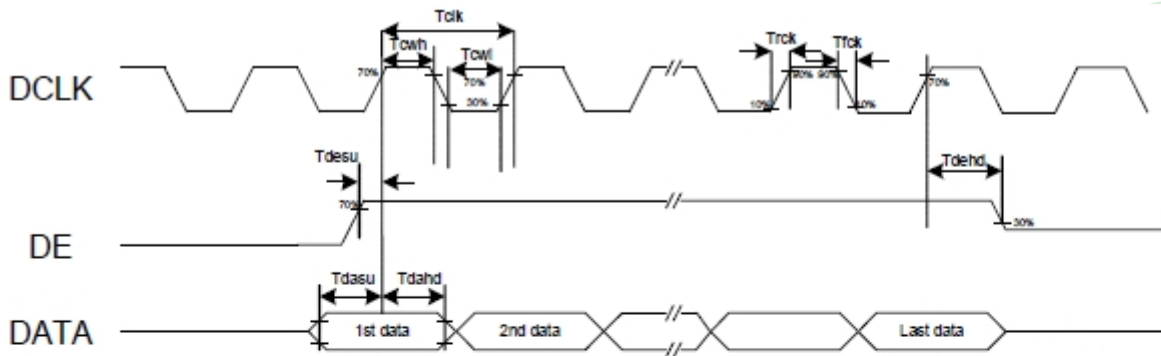 Tclk
Tcwh
Tcwl
Trck
Tfck
DCLK
70%
70%
30%
90%
90%
10%
10%
70%
Tdesu
Tdehd
70%
30%
DE
Tdasu
Tdahd
DATA
1st data
2nd data
Last data